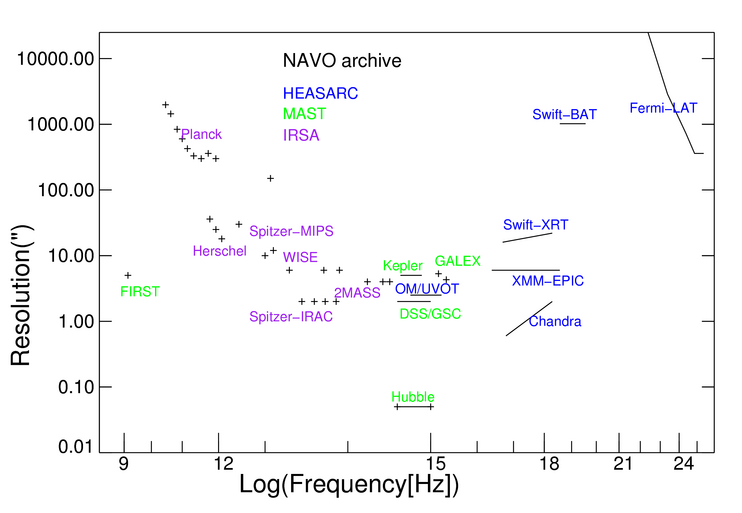 10000.00
1000.00
100.00
10.00
1.00
0.10
0.01
Resolution(")
NAVO archive
HEASARC
MAST
IRSA
Planck
Swift−BAT
Fermi−LAT
Herschel
Spitzer−MIPS
WISE
Swift−XRT
FIRST
Kepler
GALEX
2MASS
OM/UVOT
XMM−EPIC
Spitzer−IRAC
DSS/GSC
Chandra
Hubble
9 12 15 18 21 24
Log(Frequency[Hz])